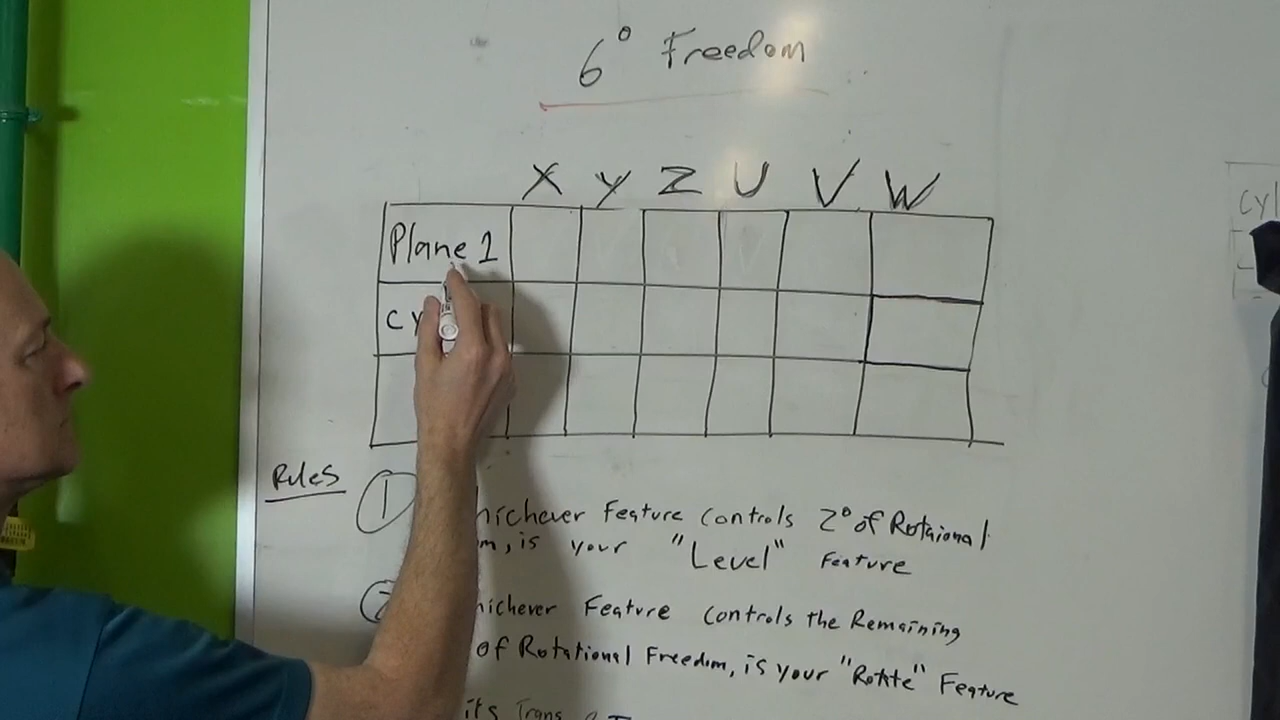 6° Freedom
X Y Z U V W
Plane 1
Cy
Rules
1 hichever Feature Controls 2° of Rotaional
m, is your "Level" Feature
2 hichever Feature Controls the Remaining
of Rotational Freedom, is your "Rotate" Feature
its Trans
Cyl